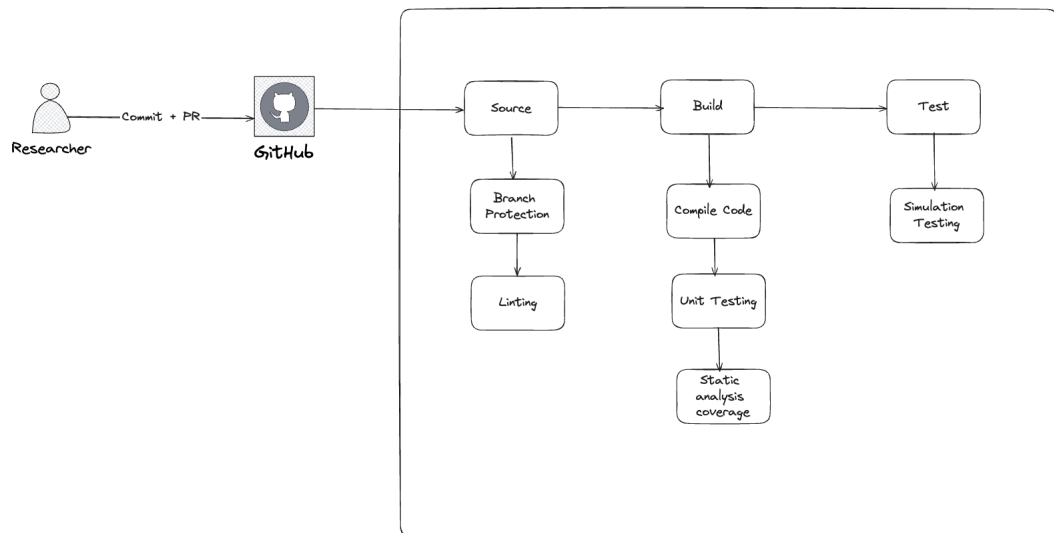 Commit + PR
Researcher
GitHub
Source
Build
Test
Branch
Protection
Compile Code
Simulation
Testing
Linting
Unit Testing
Static
analysis
coverage